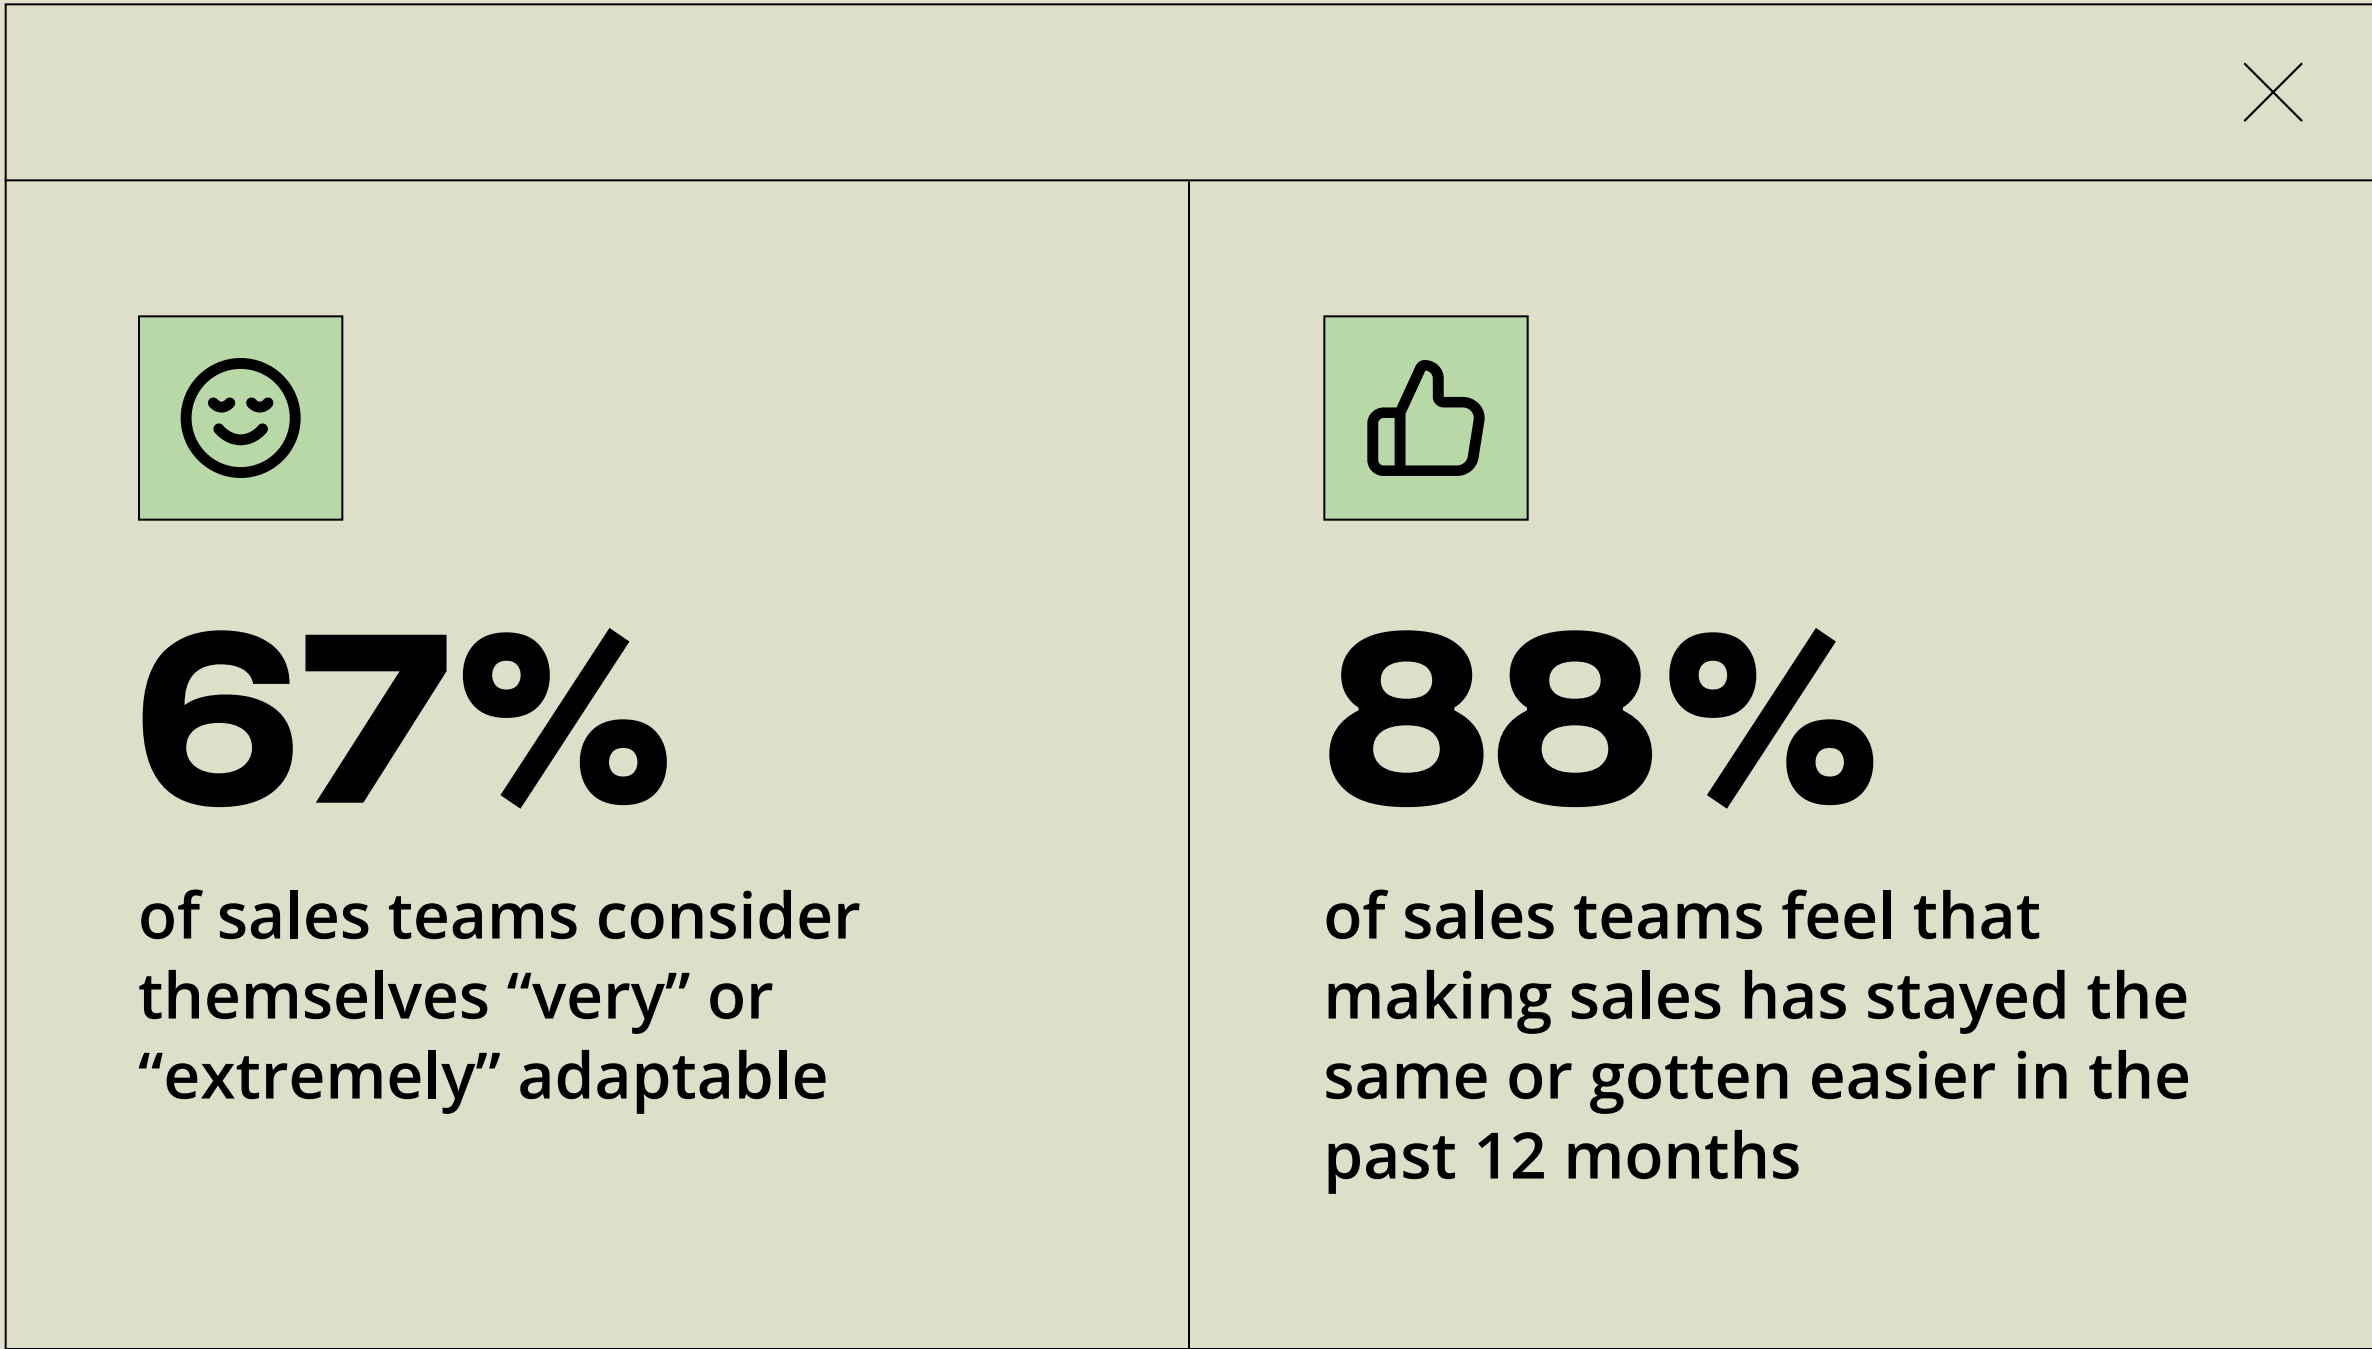 67%
of sales teams consider
themselves “very” or
“extremely” adaptable
88%
of sales teams feel that
making sales has stayed the
same or gotten easier in the
past 12 months